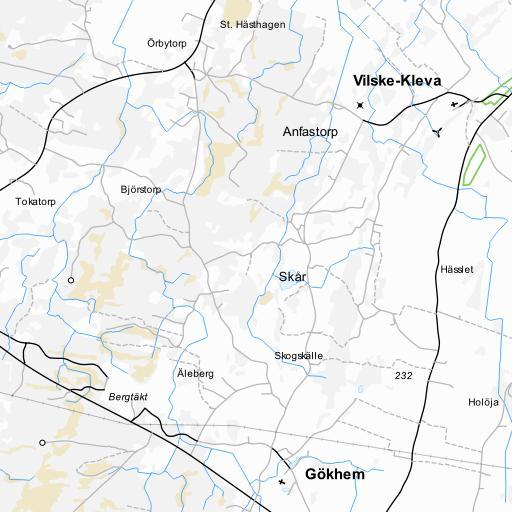 St. Hästhagen
Örbytorp
Vilske-Kleva
Anfastorp
Björstorp
Tokatorp
Hässlet
Skår
Skogskälle
Äleberg
232
Bergtäkt
Holöja
Gökhem